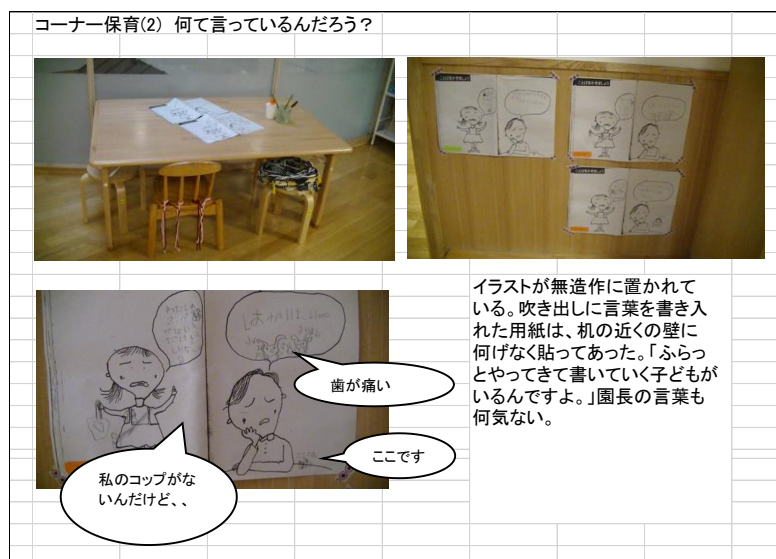 コーナー保育(2) 何て言っているんだろう？
イラストが無造作に置かれて
いる。吹き出しに言葉を書き入
れた用紙は、机の近くの壁に
何げなく貼ってあった。「ふらっ
とやってきて書いていく子どもが
いるんですよ。」園長の言葉も
何気ない。
歯が痛い
ここです
私のコップがな
いんだけど、、